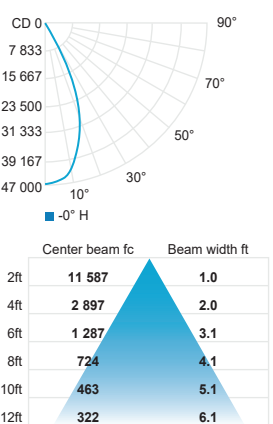 CD 0 90°
7 833
15 667 70°
23 500
31 333 50°
39 167 30°
47 000 10°
-0° H
Center beam fc Beam width ft
2ft 11 587 1.0
4ft 2 897 2.0
6ft 1 287 3.1
8ft 724 4.1
10ft 463 5.1
12ft 322 6.1